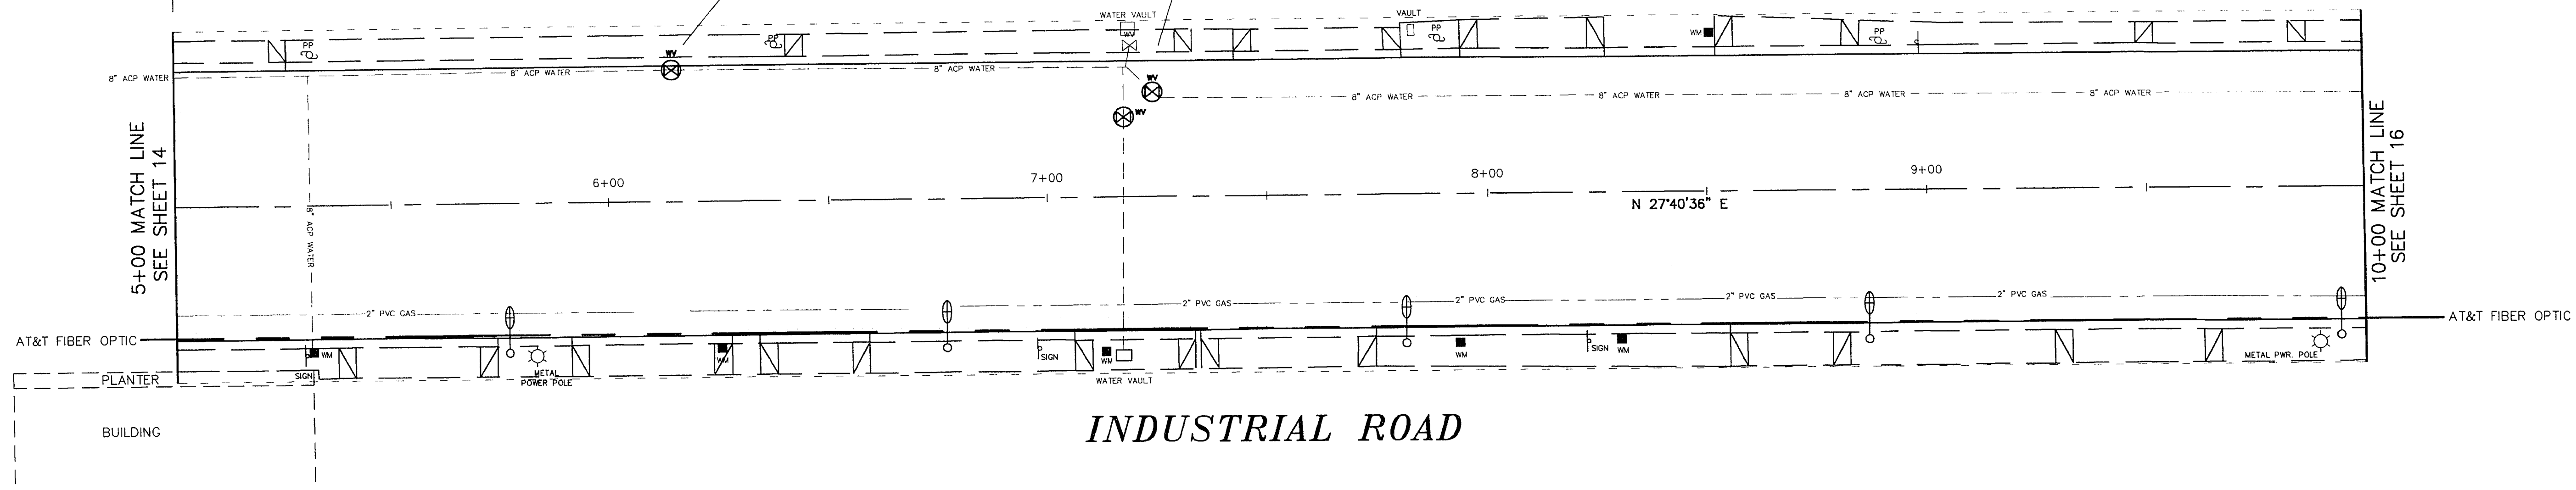 WATER VAULT
VAULT
PP
PP
WV
PP
WM
PP
WV
8" ACP WATER
8" ACP WATER
8" ACP WATER
WV
8" ACP WATER
8" ACP WATER
8" ACP WATER
8" ACP WATER
WV
5+00 MATCH LINE
SEE SHEET 14
10+00 MATCH LINE
SEE SHEET 16
6+00
7+00
8+00
9+00
N 27°40'36" E
8" ACP WATER
2" PVC GAS
2" PVC GAS
2" PVC GAS
2" PVC GAS
2" PVC GAS
AT&T FIBER OPTIC
AT&T FIBER OPTIC
WM
WM
SIGN
WM
WM
SIGN
WM
METAL PWR. POLE
SIGN
METAL
POWER POLE
WATER VAULT
PLANTER
BUILDING
INDUSTRIAL ROAD